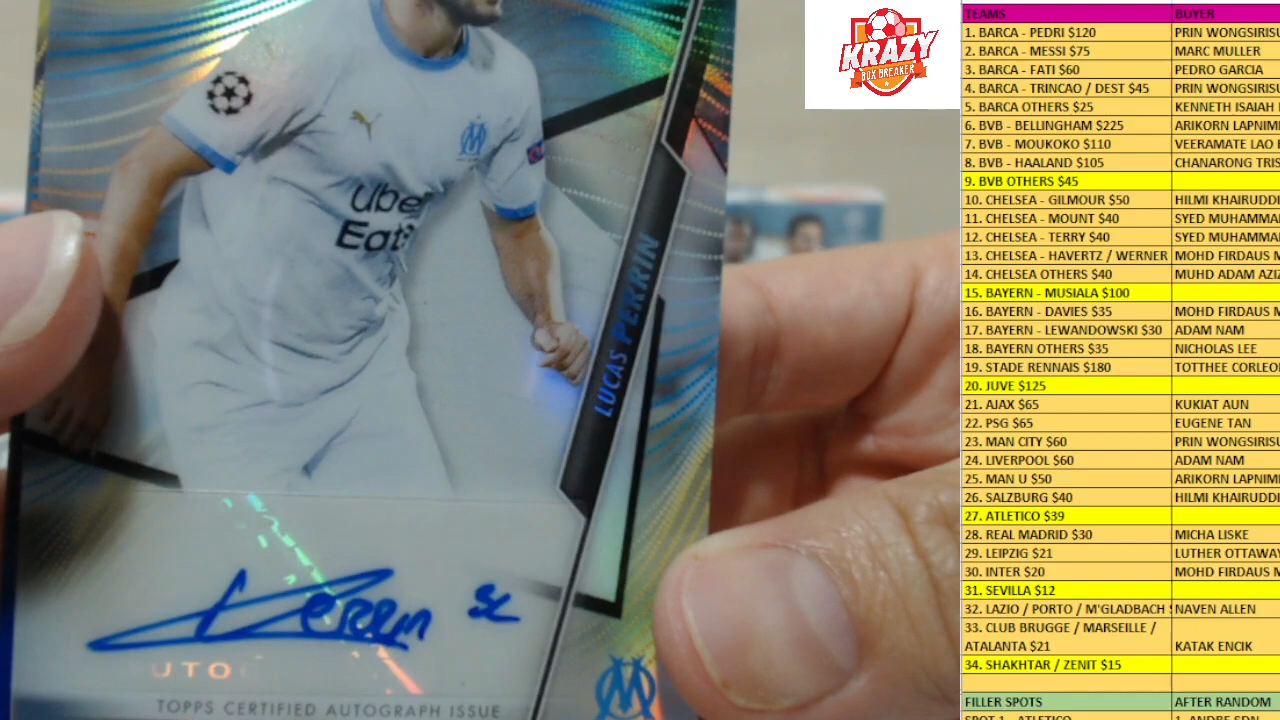 KRAZY
BOX BREAKER
Uber
Eats
LUCAS PERRIN
TOPPS CERTIFIED AUTOGRAPH ISSUE
TEAMS BUYER
1. BARCA - PEDRI $120 PRIN WONGSIRISU
2. BARCA - MESSI $75 MARC MULLER
3. BARCA - FATI $60 PEDRO GARCIA
4. BARCA - TRINCAO / DEST $45 PRIN WONGSIRISU
5. BARCA OTHERS $25 KENNETH ISAIAH
6. BVB - BELLINGHAM $225 ARIKORN LAPNIM
7. BVB - MOUKOKO $110 VEERAMATE LAO
8. BVB - HAALAND $105 CHANARONG TRIS
9. BVB OTHERS $45
10. CHELSEA - GILMOUR $50 HILMI KHAIRUDDI
11. CHELSEA - MOUNT $40 SYED MUHAMMA
12. CHELSEA - TERRY $40 SYED MUHAMMA
13. CHELSEA - HAVERTZ / WERNER MOHD FIRDAUS M
14. CHELSEA OTHERS $40 MUHD ADAM AZIZ
15. BAYERN - MUSIALA $100
16. BAYERN - DAVIES $35 MOHD FIRDAUS M
17. BAYERN - LEWANDOWSKI $30 ADAM NAM
18. BAYERN OTHERS $35 NICHOLAS LEE
19. STADE RENNAIS $180 TOTTHEE CORLEO
20. JUVE $125
21. AJAX $65 KUKIAT AUN
22. PSG $65 EUGENE TAN
23. MAN CITY $60 PRIN WONGSIRISU
24. LIVERPOOL $60 ADAM NAM
25. MAN U $50 ARIKORN LAPNIM
26. SALZBURG $40 HILMI KHAIRUDDI
27. ATLETICO $39
28. REAL MADRID $30 MICHA LISKE
29. LEIPZIG $21 LUTHER OTTAWAY
30. INTER $20 MOHD FIRDAUS M
31. SEVILLA $12
32. LAZIO / PORTO / M'GLADBACH NAVEN ALLEN
33. CLUB BRUGGE / MARSEILLE /
ATALANTA $21 KATAK ENCIK
34. SHAKHTAR / ZENIT $15
FILLER SPOTS AFTER RANDOM
SPOT 1 - ATLETICO